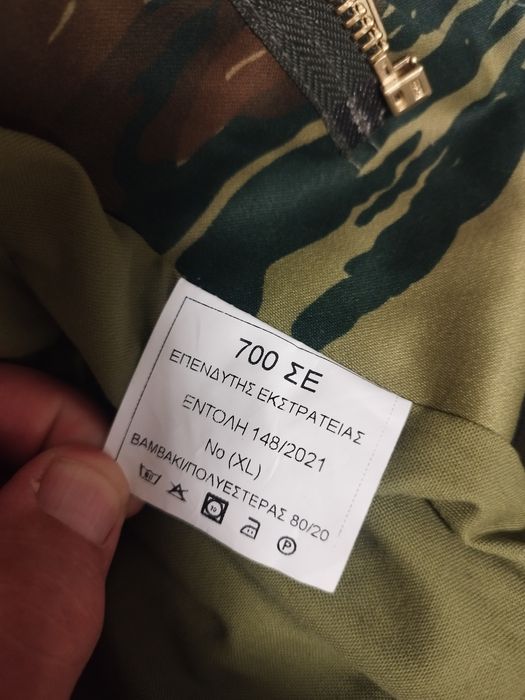 700 ΣΕ
ΕΠΕΝΔΥΤΗΣ ΕΚΣΤΡΑΤΕΙΑΣ
ΕΝΤΟΛΗ 148/2021
Νο (XL)
ΒΑΜΒΑΚΙ/ΠΟΛΥΕΣΤΕΡΑΣ 80/20
P